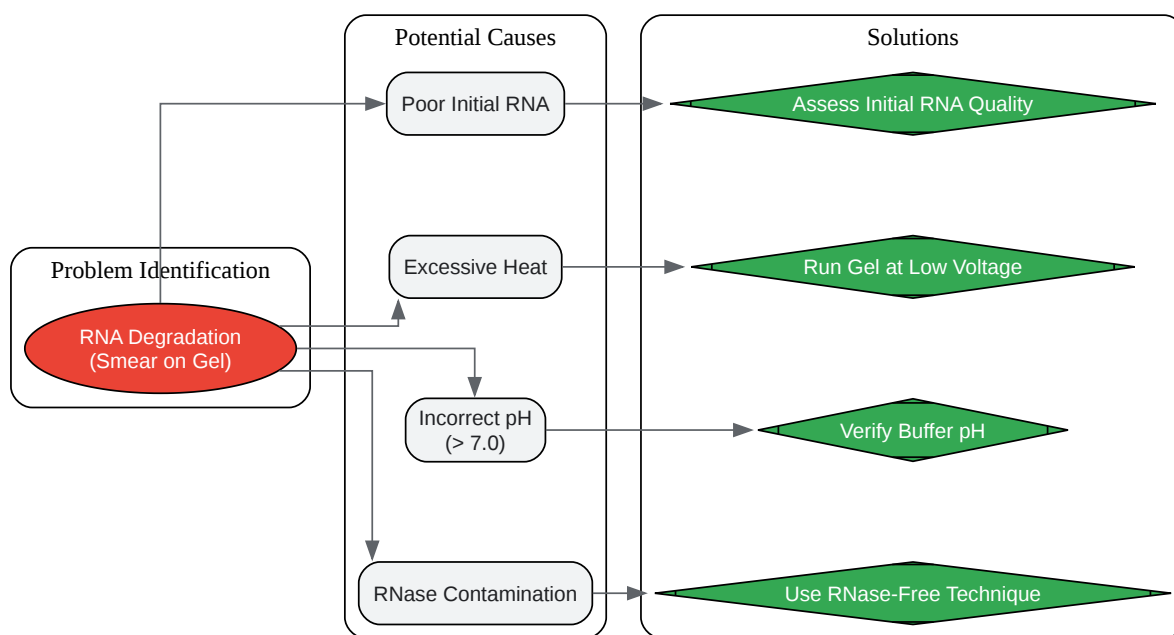 Potential Causes
Solutions
Poor Initial RNA
Assess Initial RNA Quality
Problem Identification
Excessive Heat
Run Gel at Low Voltage
RNA Degradation
(Smear on Gel)
Incorrect pH
(> 7.0)
Verify Buffer pH
RNase Contamination
Use RNase-Free Technique